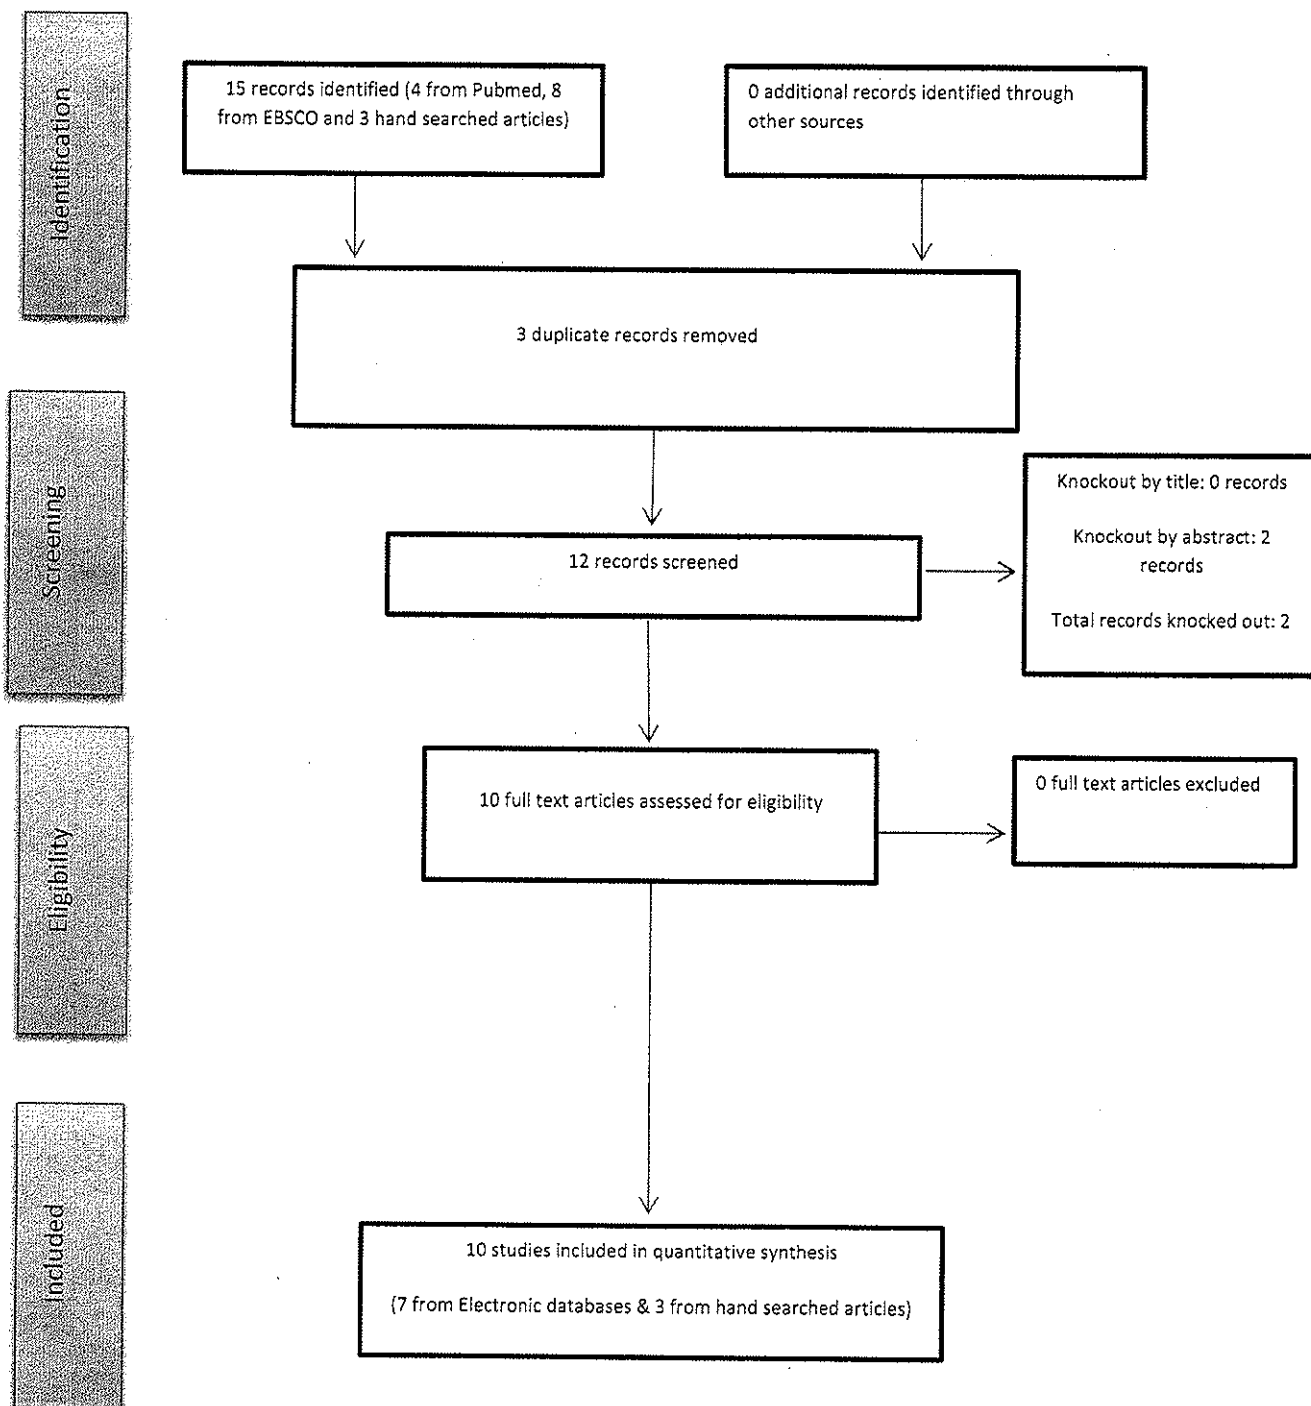 Identification
15 records identified (4 from Pubmed, 8
from EBSCO and 3 hand searched articles)
0 additional records identified through
other sources
3 duplicate records removed
Screening
12 records screened
Knockout by title: 0 records
Knockout by abstract: 2
records
Total records knocked out: 2
Eligibility
10 full text articles assessed for eligibility
0 full text articles excluded
Included
10 studies included in quantitative synthesis
(7 from Electronic databases & 3 from hand searched articles)